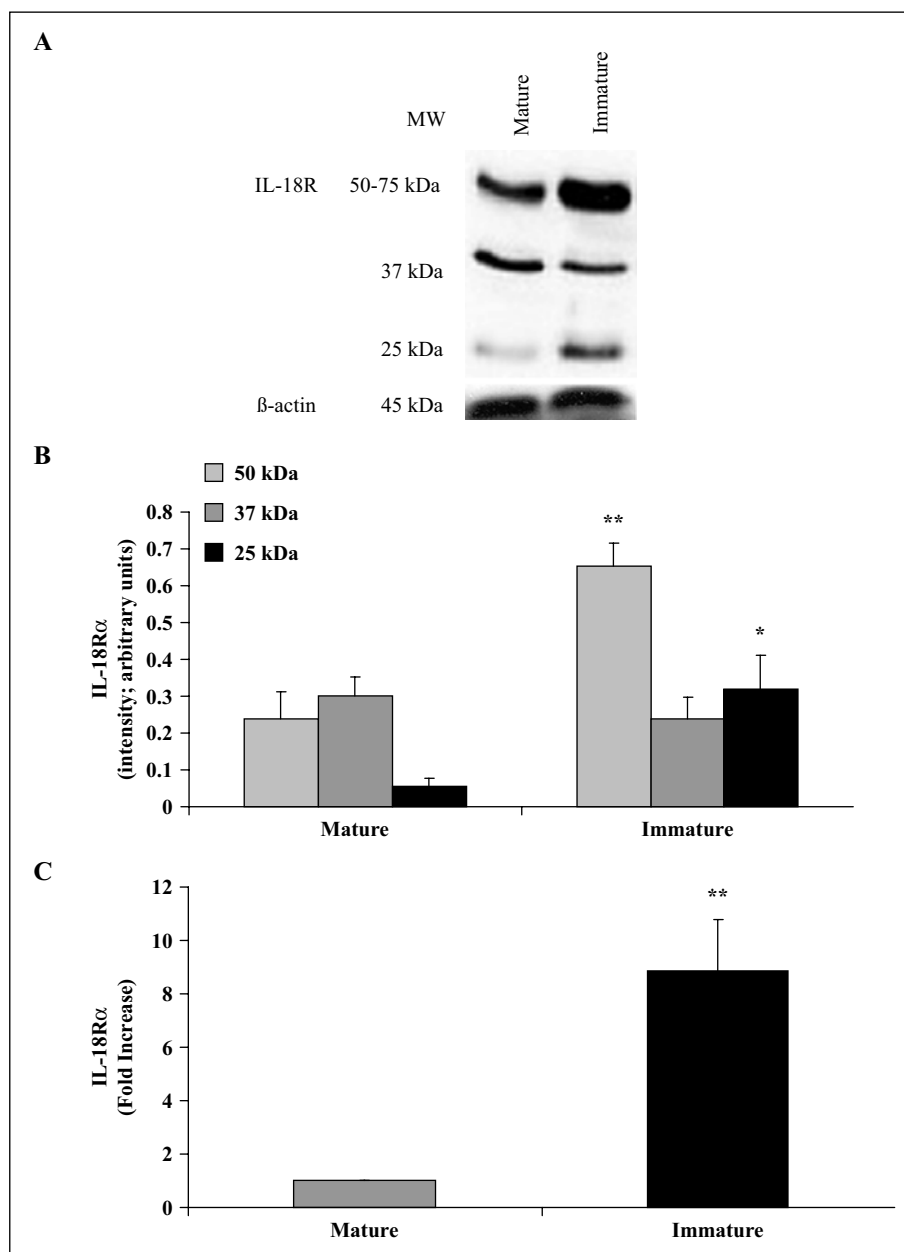 A
MW
Mature
Immature
IL-18R 50-75 kDa
37 kDa
25 kDa
ß-actin 45 kDa
B
50 kDa
37 kDa
25 kDa
IL-18Rα
(intensity; arbitrary units)
0.8
0.7
0.6
0.5
0.4
0.3
0.2
0.1
0
**
*
Mature Immature
C
IL-18Rα
(Fold Increase)
12
10
8
6
4
2
0
**
Mature Immature